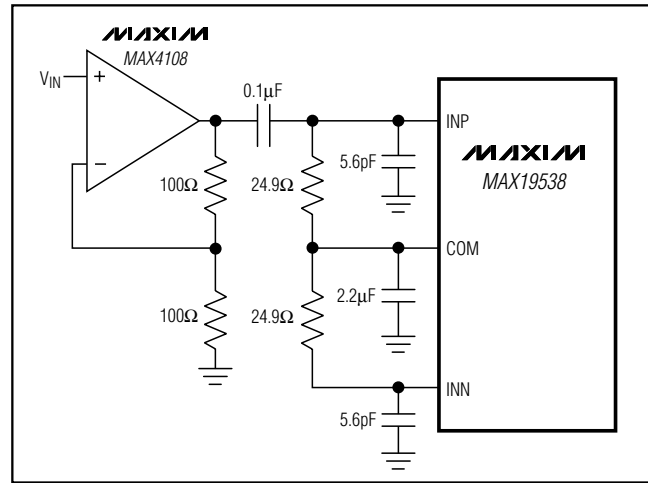 MAXIM
MAX4108
VIN
+
−
0.1μF
100Ω
24.9Ω
5.6pF
INP
MAXIM
MAX19538
COM
2.2μF
100Ω
24.9Ω
INN
5.6pF